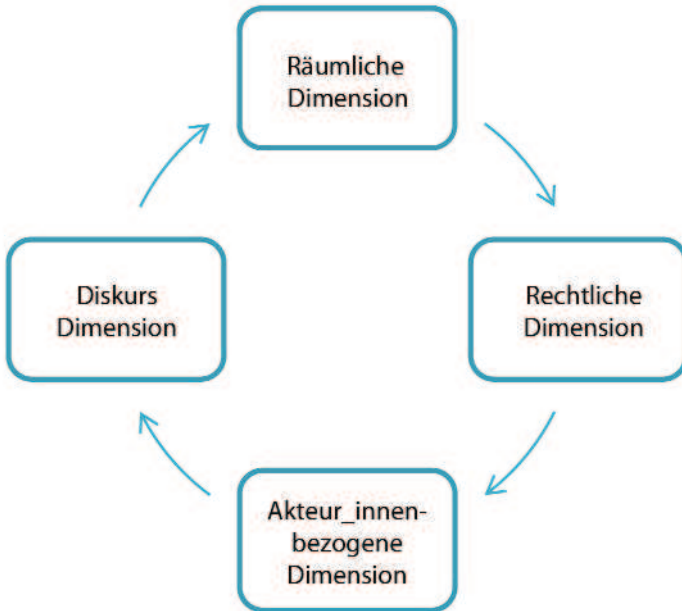 Räumliche
Dimension
Rechtliche
Dimension
Akteur_innen-
bezogene
Dimension
Diskurs
Dimension